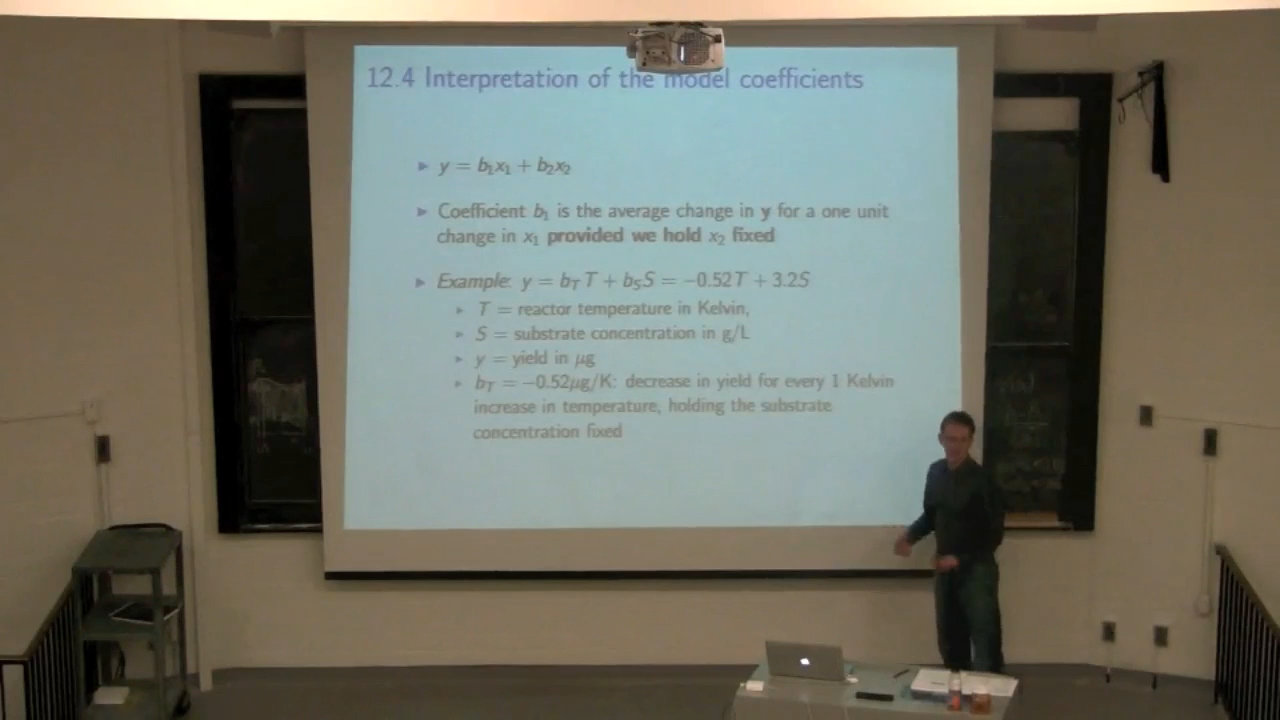 12.4 Interpretation of the model coefficients
► y = b₁x₁ + b₂x₂
► Coefficient b₁ is the average change in y for a one unit
change in x₁ provided we hold x₂ fixed
► Example: y = b_T T + b_S S = −0.52T + 3.2S
► T = reactor temperature in Kelvin,
► S = substrate concentration in g/L
► y = yield in μg
► b_T = −0.52μg/K: decrease in yield for every 1 Kelvin
increase in temperature, holding the substrate
concentration fixed